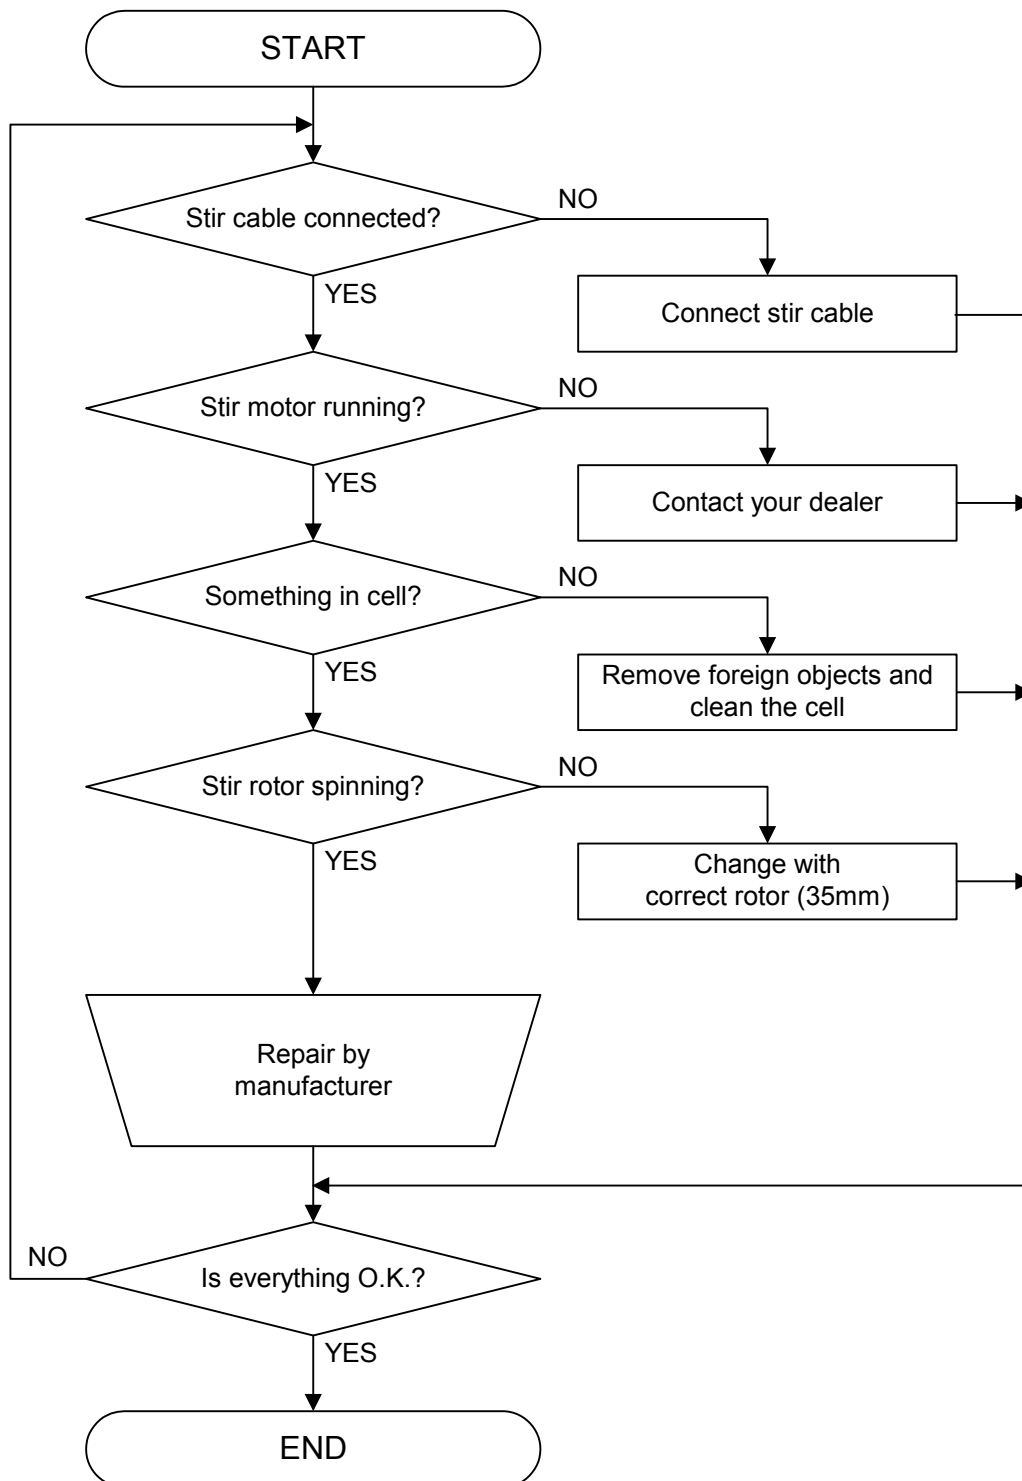 START
Stir cable connected?
NO
YES
Connect stir cable
Stir motor running?
NO
YES
Contact your dealer
Something in cell?
NO
YES
Remove foreign objects and
clean the cell
Stir rotor spinning?
NO
YES
Change with
correct rotor (35mm)
Repair by
manufacturer
NO
Is everything O.K.?
YES
END